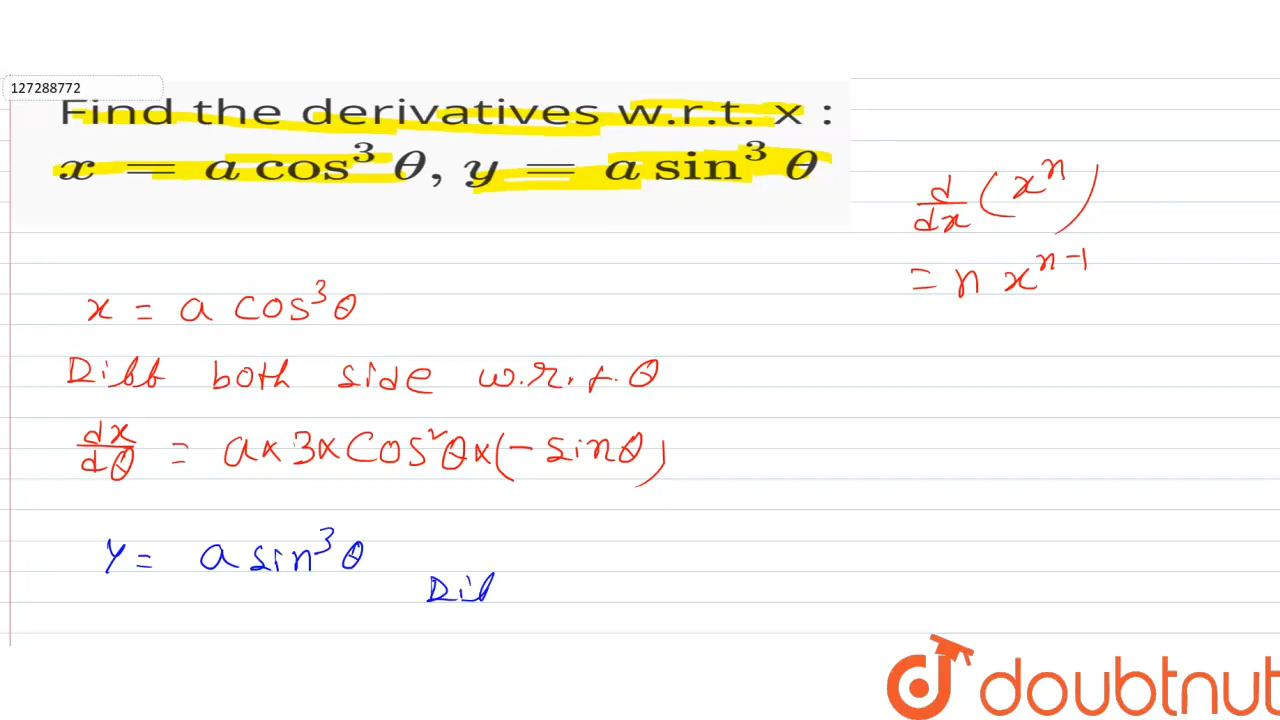 127288772
Find the derivatives w.r.t. x :
x = a cos³ θ, y = a sin³ θ
d/dx (xⁿ)
= n xⁿ⁻¹
x = a cos³θ
Diff both side w.r.t. θ
dx/dθ = a×3×cos²θ×(-sinθ)
y = a sin³θ
Dif
doubtnut